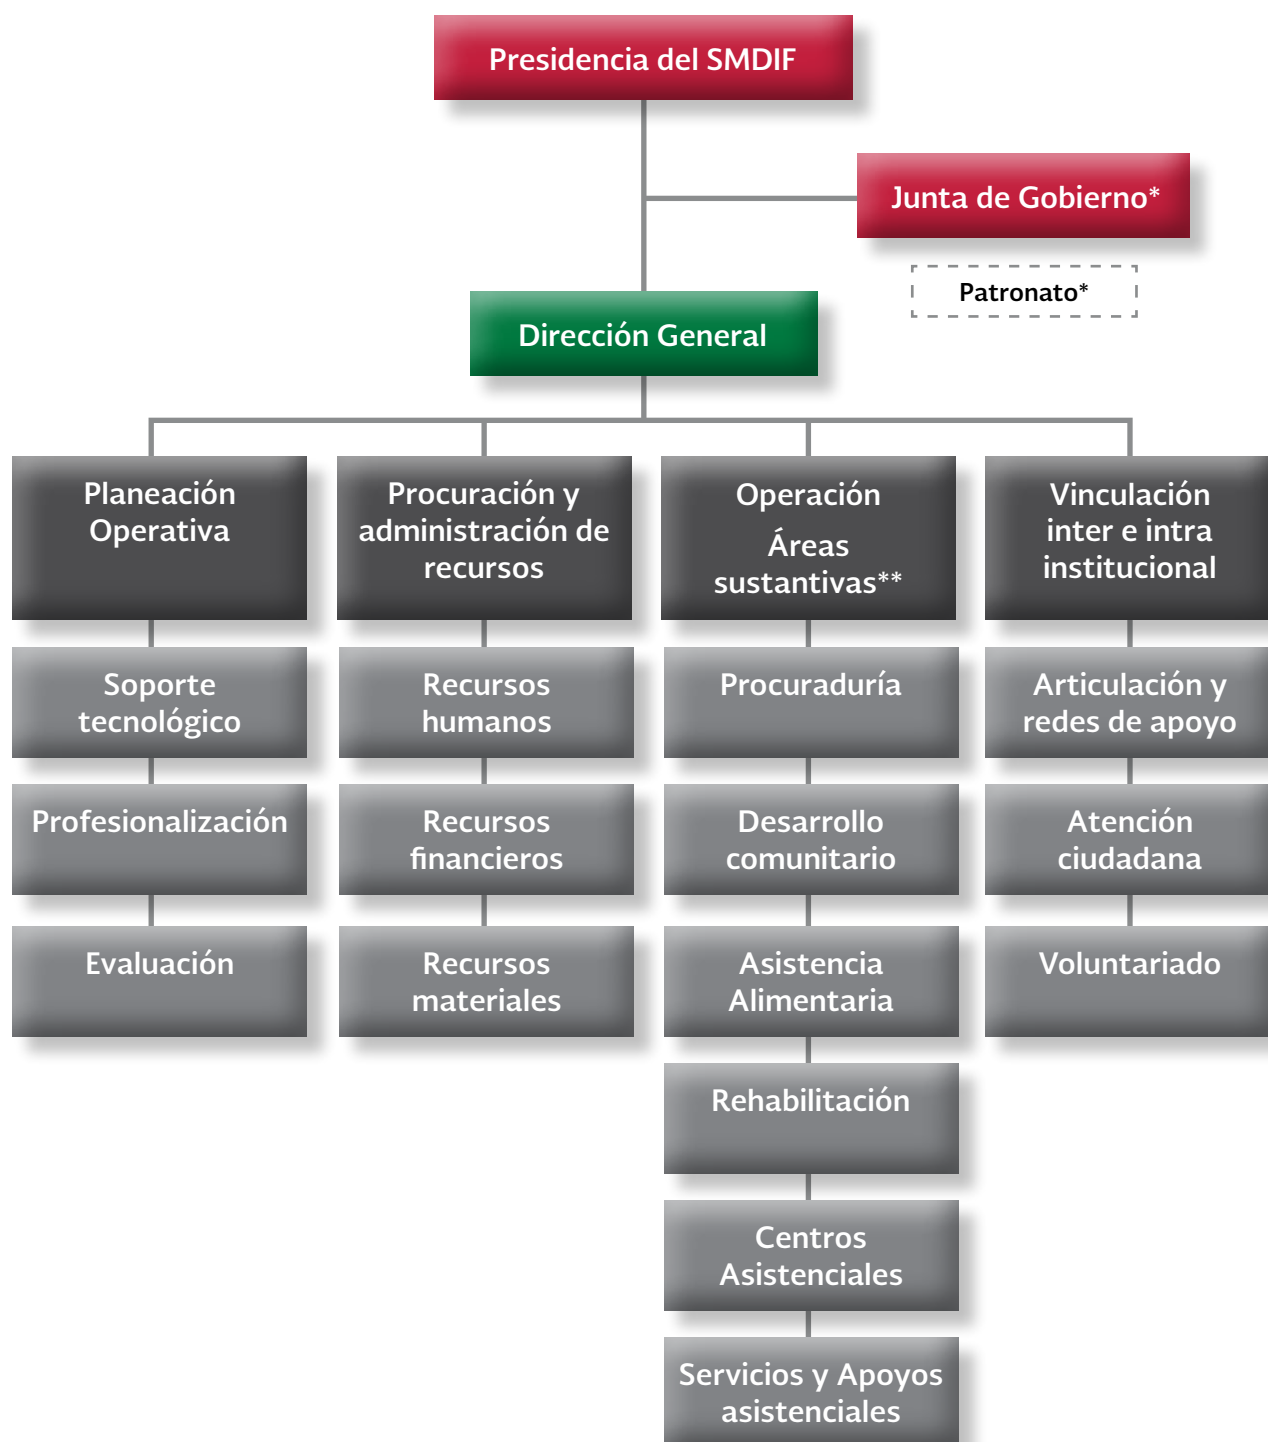 Presidencia del SMDIF
Junta de Gobierno*
Patronato*
Dirección General
Planeación
Operativa
Procuración y
administración de
recursos
Operación
Áreas
sustantivas**
Vinculación
inter e intra
institucional
Soporte
tecnológico
Recursos
humanos
Procuraduría
Articulación y
redes de apoyo
Profesionalización
Recursos
financieros
Desarrollo
comunitario
Atención
ciudadana
Evaluación
Recursos
materiales
Asistencia
Alimentaria
Voluntariado
Rehabilitación
Centros
Asistenciales
Servicios y Apoyos
asistenciales